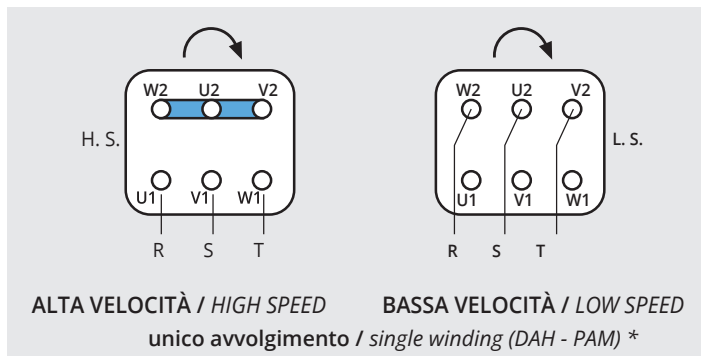 W2 U2 V2
H. S.
U1 V1 W1
R S T
W2 U2 V2
L. S.
U1 V1 W1
R S T
ALTA VELOCITÀ / HIGH SPEED
BASSA VELOCITÀ / LOW SPEED
unico avvolgimento / single winding (DAH - PAM) *